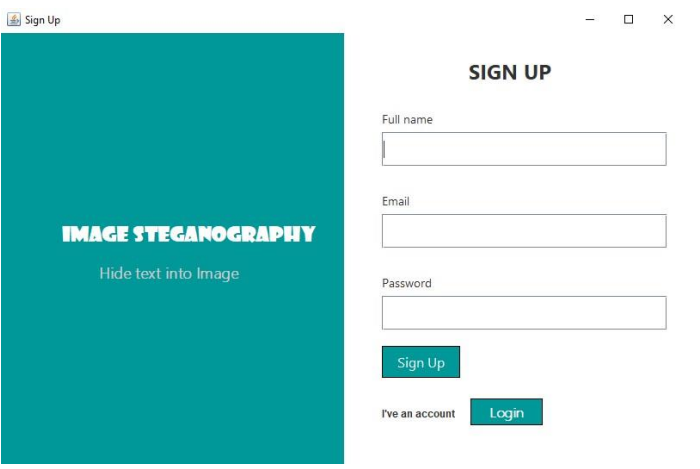 Sign Up
IMAGE STEGANOGRAPHY
Hide text into Image
SIGN UP
Full name
Email
Password
Sign Up
I've an account Login